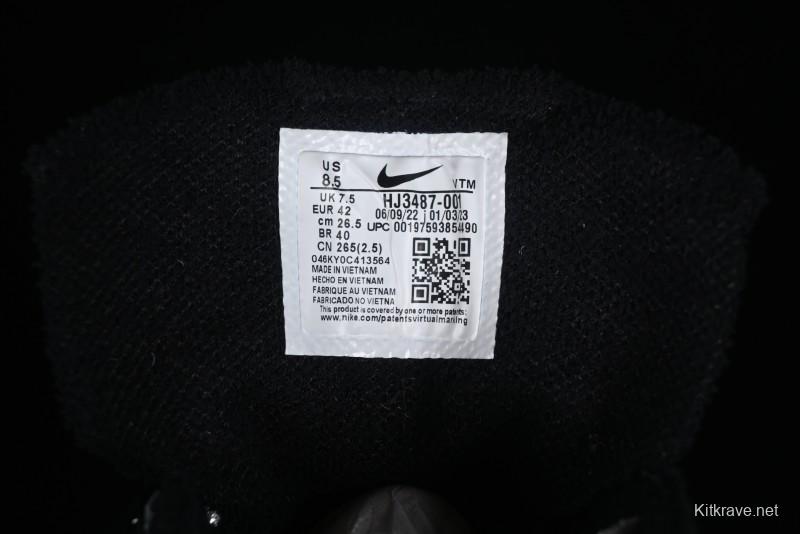 US
8.5
VTM
UK 7.5
HJ3487-001
EUR 42
06/09/22 | 01/03/23
cm 26.5
UPC 0019759385490
BR 40
CN 265(2.5)
046KY0C413564
MADE IN VIETNAM
HECHO EN VIETNAM
FABRIQUE AU VIETNAM
FABRICADO NO VIETNA
This product is covered by one or more patents:
www.nike.com/patentsvirtualmarking
Kitkrave.net